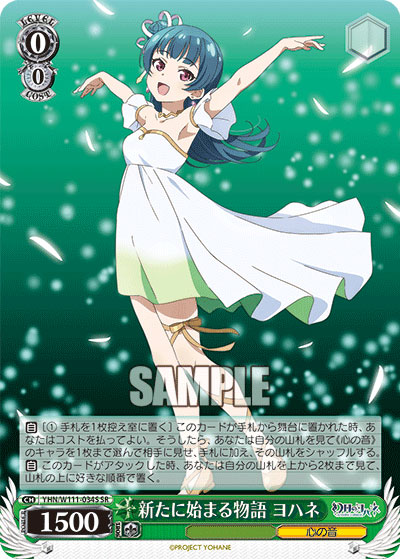 LEVEL
0
0
COST
SAMPLE
自 [① 手札を1枚控え室に置く] このカードが手札から舞台に置かれた時、あ
なたはコストを払ってよい。そうしたら、あなたは自分の山札を見て《心の音》
のキャラを1枚まで選んで相手に見せ、手札に加え、その山札をシャッフルする。
自 このカードがアタックした時、あなたは自分の山札を上から2枚まで見て、
山札の上に好きな順番で置く。
CH YHN/W111-034SSR
新たに始まる物語 ヨハネ
1500
心の音
©PROJECT YOHANE